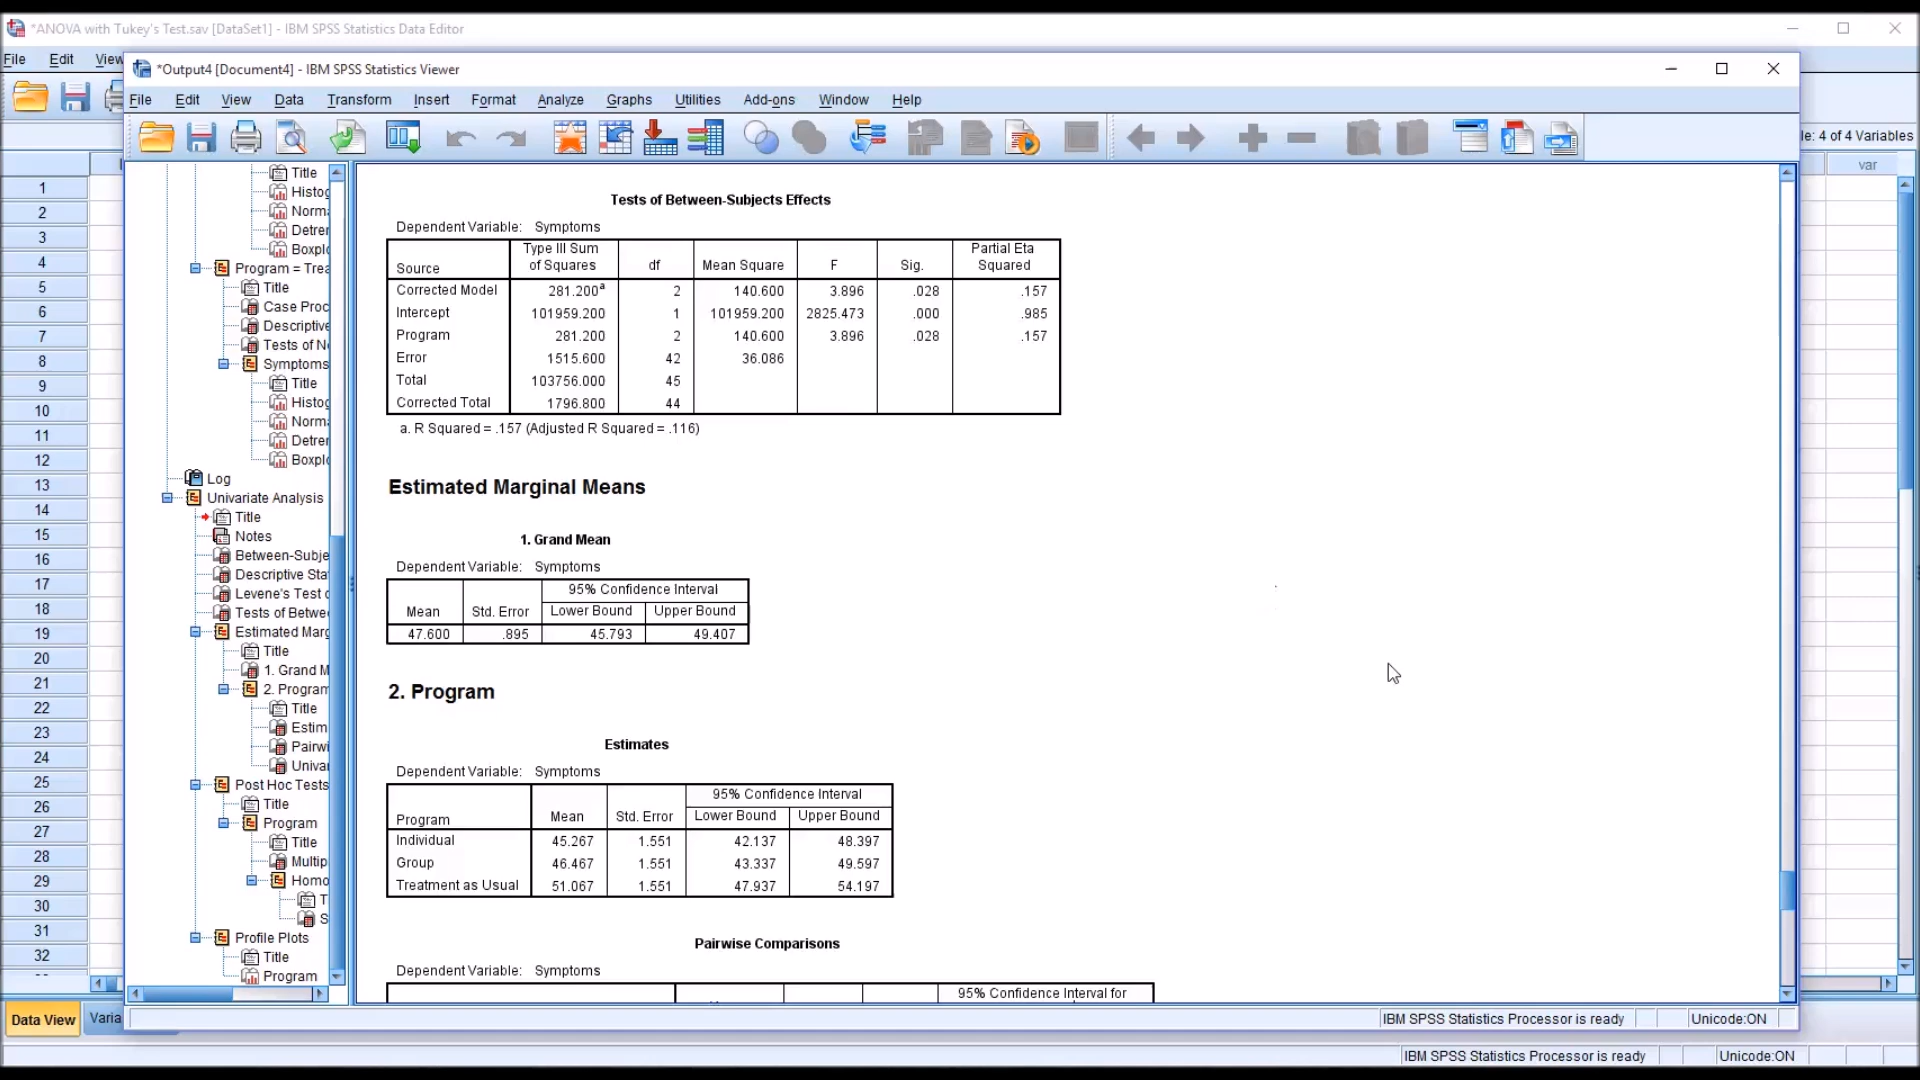 *ANOVA with Tukey's Test.sav [DataSet1] - IBM SPSS Statistics Data Editor
File Edit View
*Output4 [Document4] - IBM SPSS Statistics Viewer
File Edit View Data Transform Insert Format Analyze Graphs Utilities Add-ons Window Help
le: 4 of 4 Variables
var
1
2
3
4
5
6
7
8
9
10
11
12
13
14
15
16
17
18
19
20
21
22
23
24
25
26
27
28
29
30
31
32
Title
Histog
Norma
Detren
Boxplo
Program = Trea
Title
Case Proc
Descriptive
Tests of No
Symptoms
Title
Histog
Norma
Detren
Boxplo
Log
Univariate Analysis
Title
Notes
Between-Subje
Descriptive Sta
Levene's Test o
Tests of Betwe
Estimated Marg
Title
1. Grand M
2. Program
Title
Estim
Pairwi
Univa
Post Hoc Tests
Title
Program
Title
Multip
Homo
T
S
Profile Plots
Title
Program
Tests of Between-Subjects Effects
Dependent Variable: Symptoms
Source Type III Sum of Squares df Mean Square F Sig. Partial Eta Squared
Corrected Model 281.200a 2 140.600 3.896 .028 .157
Intercept 101959.200 1 101959.200 2825.473 .000 .985
Program 281.200 2 140.600 3.896 .028 .157
Error 1515.600 42 36.086
Total 103756.000 45
Corrected Total 1796.800 44
a. R Squared = .157 (Adjusted R Squared = .116)
Estimated Marginal Means
1. Grand Mean
Dependent Variable: Symptoms
95% Confidence Interval
Mean Std. Error Lower Bound Upper Bound
47.600 .895 45.793 49.407
2. Program
Estimates
Dependent Variable: Symptoms
95% Confidence Interval
Program Mean Std. Error Lower Bound Upper Bound
Individual 45.267 1.551 42.137 48.397
Group 46.467 1.551 43.337 49.597
Treatment as Usual 51.067 1.551 47.937 54.197
Pairwise Comparisons
Dependent Variable: Symptoms
95% Confidence Interval for
Data View Varia
IBM SPSS Statistics Processor is ready Unicode:ON
IBM SPSS Statistics Processor is ready Unicode:ON